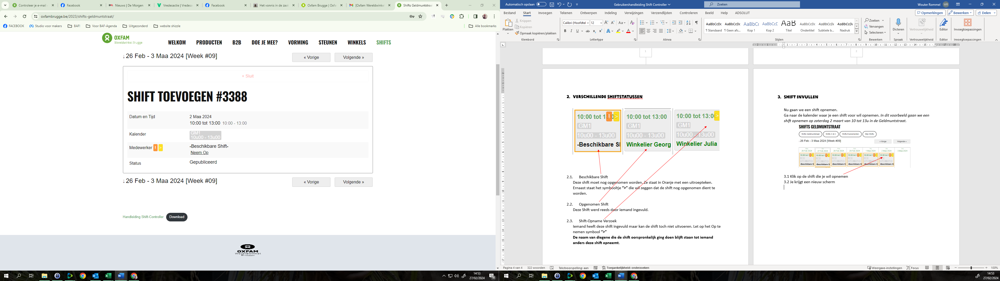 Controleer je e-mail
Facebook
Nieuws | De Morgen
Vredesactie | Vredesa
Facebook
Het vonnis in de zaak
Oxfam Brugge | Oxfa
[Oxfam Wereldwinkel
Shifts Geldmuntstraat
oxfambrugge.be/2023/shifts-geldmuntstraat/
FACEBOOK
Studio voor makers
BAF!
Voor BAF-Agenda
Uitgezonderd
website shizzle
Alle bookmarks
OXFAM
Wereldwinkel Brugge
WELKOM
PRODUCTEN
B2B
DOE JE MEE?
VORMING
STEUNEN
WINKELS
SHIFTS
↓26 Feb - 3 Maa 2024 [Week #09]
« Vorige
Volgende »
× Sluit
SHIFT TOEVOEGEN #3388
Datum en Tijd
2 Maa 2024
10:00 tot 13:00 10:00 - 13:00
Kalender
GM1
10u00 - 13u00
Medewerker ! >
-Beschikbare Shift-
Neem Op
Status
Gepubliceerd
↓26 Feb - 3 Maa 2024 [Week #09]
« Vorige
Volgende »
Handleiding Shift-Controller
Download
OXFAM
Wereldwinkel
Brugge
14:53
27/02/2024
18
Automatisch opslaan
Gebruikershandleiding Shift Controller
Zoeken
Wouter Rommel
WR
Bestand
Start
Invoegen
Tekenen
Ontwerpen
Indeling
Verwijzingen
Verzendlijsten
Controleren
Beeld
Help
ADSOLUT
Opmerkingen
Bewerken
Delen
Plakken
Knippen
Kopiëren
Opmaak kopiëren/plakken
Klembord
Calibri (Hoofdtel
12
Lettertype
Alinea
AaBbCcDc
¶ Standaard
AaBbCcDc
¶ Geen afs...
AaBbCc
Kop 1
AaBbCcD
Kop 2
AaB
Titel
AaBbCcDc
Ondertitel
AaBbCcDc
Subtiele b...
AaBbCcDc
Nadruk
Stijlen
Zoeken
Vervangen
Selecteren
Bewerken
Dicteren
Spraak
Vertrouwelijkheid
Vertrouwelijkheid
Editor
Editor
Invoegtoepassingen
Invoegtoepassingen
1
2
2. VERSCHILLENDE SHIFTSTATUSSEN
10:00 tot 13:0
! >
GM1
10u00 - 13u00
-Beschikbare S
10:00 tot 13:00
GM1
10u00 - 13u00
Winkelier Georg
10:00 tot 13:0
>
GM1
10u00 - 13u00
Winkelier Julia
2.1. Beschikbare Shift
Deze shift moet nog opgenomen worden. Ze staat in Oranje met een uitroepteken.
Ernaast staat het symbooltje “>” die wil zeggen dat de shift nog opgenomen dient te
worden.
2.2. Opgenomen Shift
Deze Shift werd reeds door iemand ingevuld.
2.3. Shift-Opname Verzoek
Iemand heeft deze shift ingevuld maar kan de shift toch niet uitvoeren. Let op het Op te
nemen symbool “>”
De naam van diegene die de shift oorspronkelijk ging doen blijft staan tot iemand
anders deze shift opneemt.
3. SHIFT INVULLEN
Nu gaan we een shift opnemen.
Ga naar de kalender waar je een shift voor wil opnemen. In dit voorbeeld gaan we een
shift opnemen op zaterdag 2 maart van 10 tot 13u in de Geldmuntstraat.
SHIFTS GELDMUNTSTRAAT
Shifts Geldmuntstraat
Shifts C & C
Shifts Evenementen
Mijn Shifts
26 Feb - 3 Maa 2024 [Week #09]
« Vorige
Volgende »
26 Feb 2024
27 Feb 2024
28 Feb 2024
29 Feb 2024
1 Maa 2024
2 Maa 2024
3 Maa 2024
3.1 Klik op de shift die je wil opnemen
3.2 Je krijgt een nieuw scherm
Pagina 4 van 4
322 woorden
Tekstvoorspelling: aan
Toegankelijkheid: onderzoeken
Weergave-instellingen
Focus
100%
14:53
27/02/2024